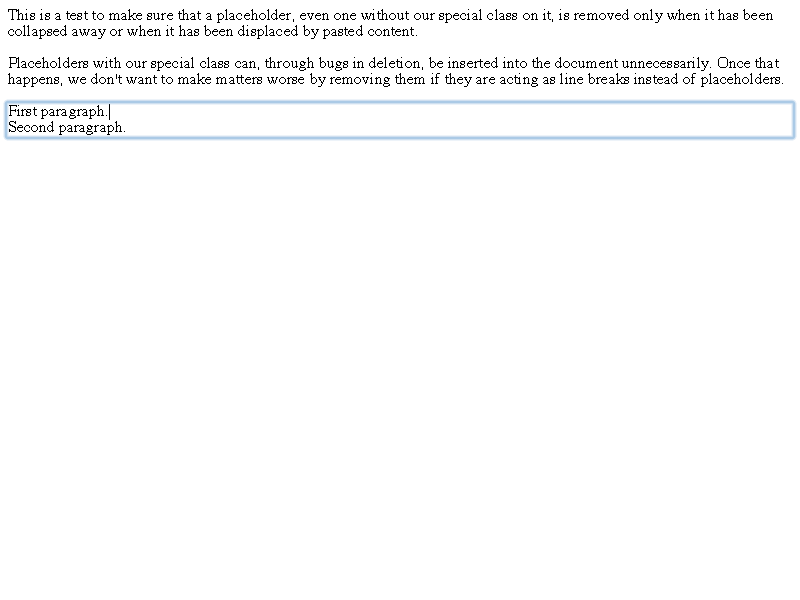 This is a test to make sure that a placeholder, even one without our special class on it, is removed only when it has been
collapsed away or when it has been displaced by pasted content.
Placeholders with our special class can, through bugs in deletion, be inserted into the document unnecessarily. Once that
happens, we don't want to make matters worse by removing them if they are acting as line breaks instead of placeholders.
First paragraph.
Second paragraph.